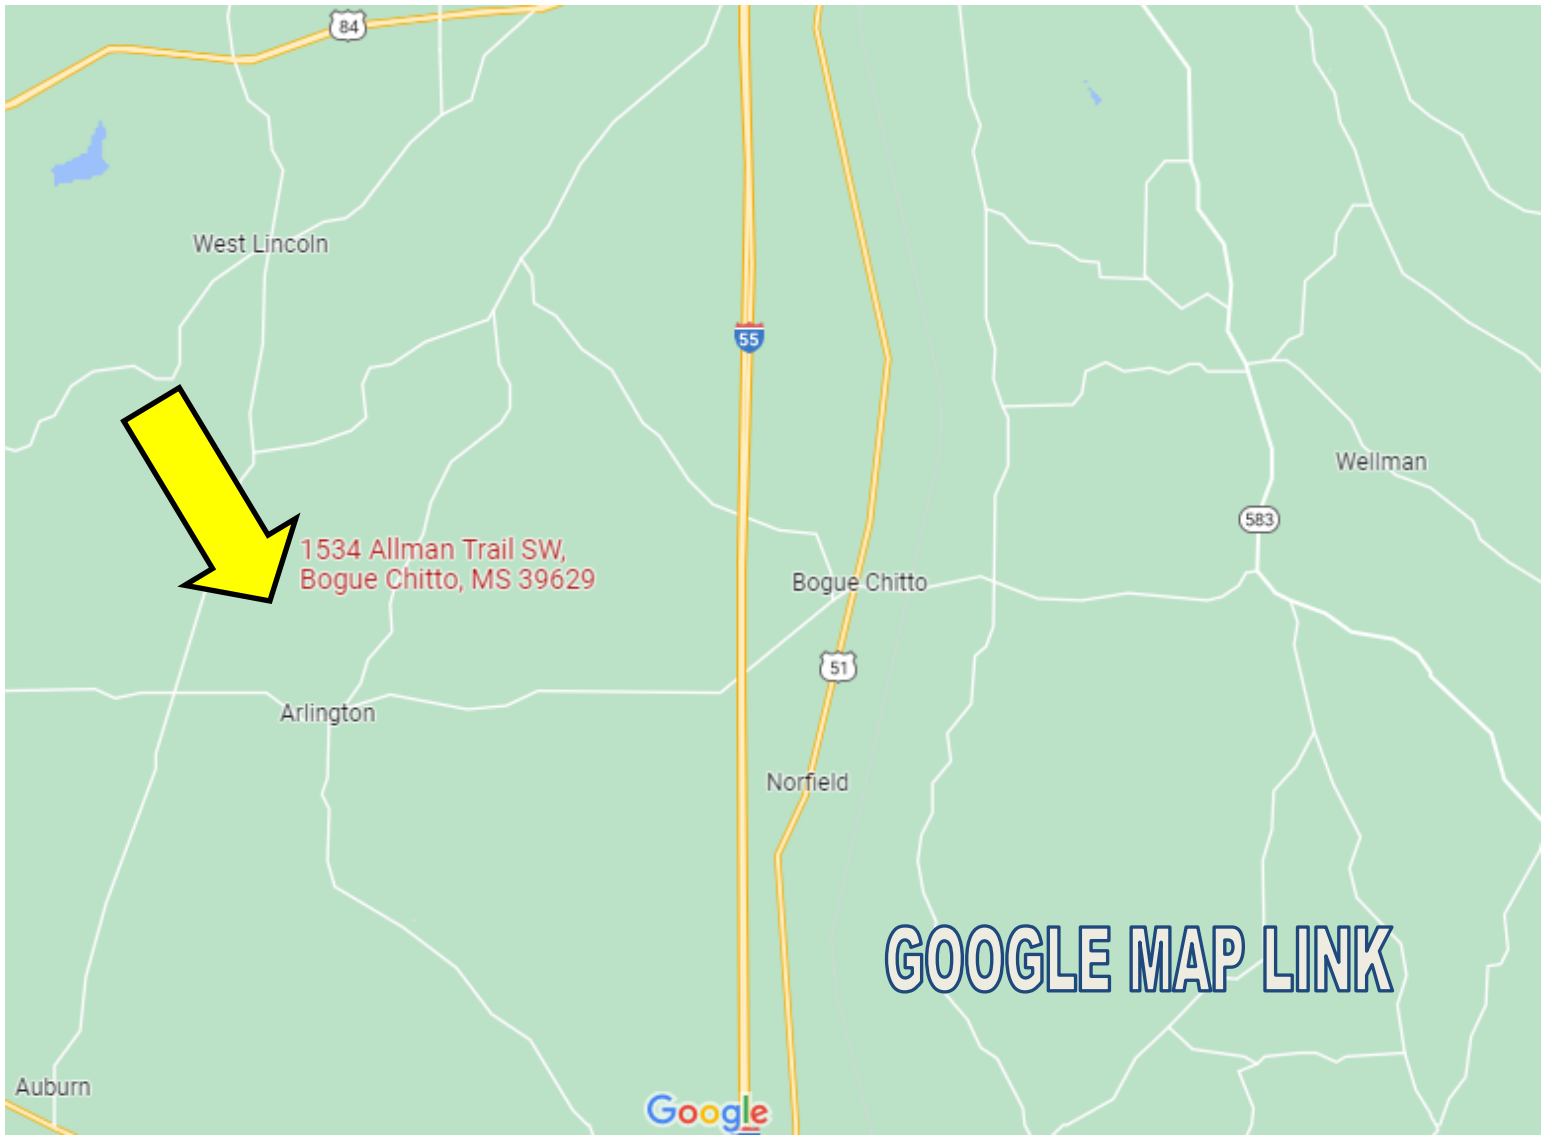 84
West Lincoln
55
Wellman
583
1534 Allman Trail SW,
Bogue Chitto, MS 39629
Bogue Chitto
51
Arlington
Norfield
GOOGLE MAP LINK
Auburn
Google